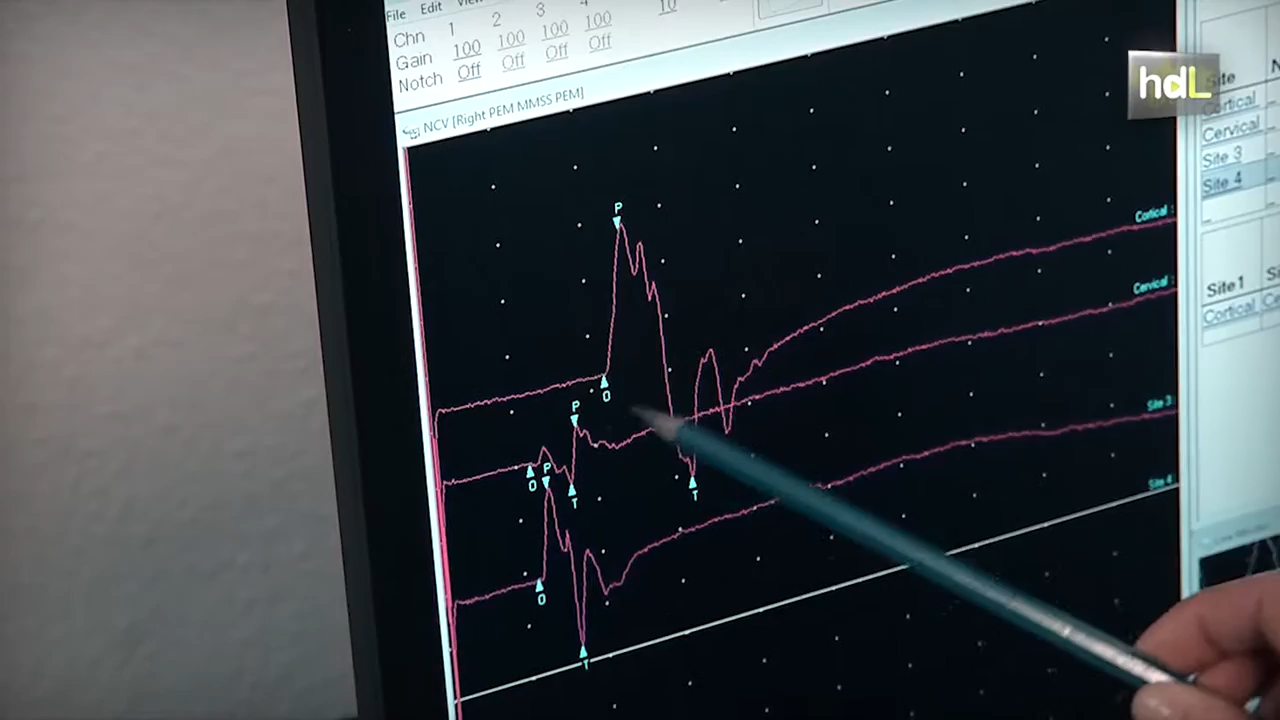 File Edit View
Chn 1 2 3 4
Gain 100 100 100 100 10
Notch Off Off Off Off
NCV [Right PEM MMSS PEM]
hdL
Site N
Cortical
Cervical
Site 3
Site 4
Site1
Cortical
P
Cortical
Cervical
O
P
P
O
T
T
Site 3
O
Site 4
T